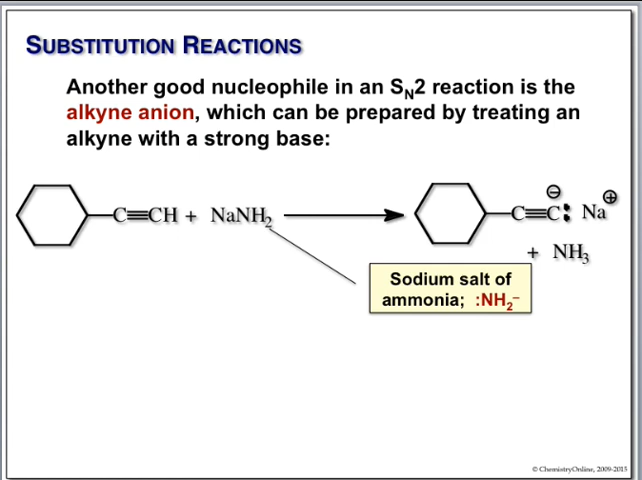 SUBSTITUTION REACTIONS
Another good nucleophile in an SN2 reaction is the
alkyne anion, which can be prepared by treating an
alkyne with a strong base:
C≡CH + NaNH2
⊖ ⊕
C≡C: Na
+ NH3
Sodium salt of
ammonia; :NH2–
© ChemistryOnline, 2009-2015